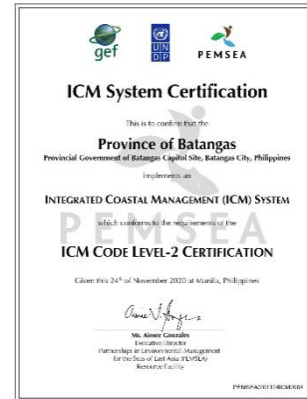 gef
U N
D P
PEMSEA
ICM System Certification
This is to confirm that the
Province of Batangas
Provincial Government of Batangas Capitol Site, Batangas City, Philippines
implements an
INTEGRATED COASTAL MANAGEMENT (ICM) SYSTEM
which conforms to the requirements of the
PEMSEA
ICM CODE LEVEL-2 CERTIFICATION
Given this 24th of November 2020 at Manila, Philippines
Ms. Aimee Gonzales
Executive Director
Partnerships in Environmental Management
for the Seas of East Asia (PEMSEA)
Resource Facility